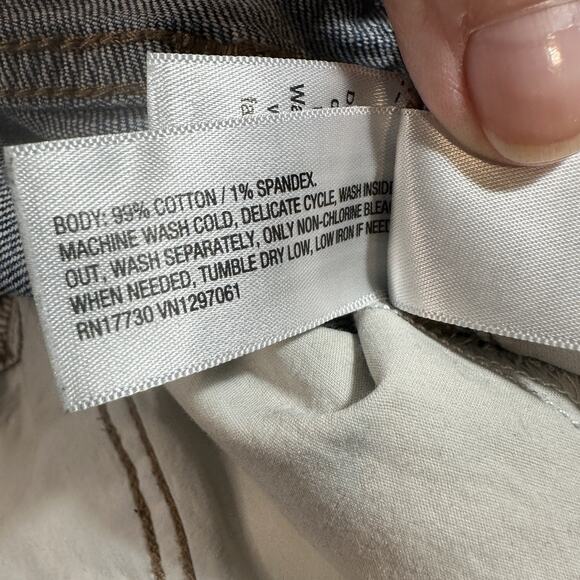 BODY: 99% COTTON / 1% SPANDEX.
MACHINE WASH COLD, DELICATE CYCLE, WASH INSIDE
OUT, WASH SEPARATELY, ONLY NON-CHLORINE BLEA
WHEN NEEDED, TUMBLE DRY LOW, LOW IRON IF NEED
RN17730 VN1297061